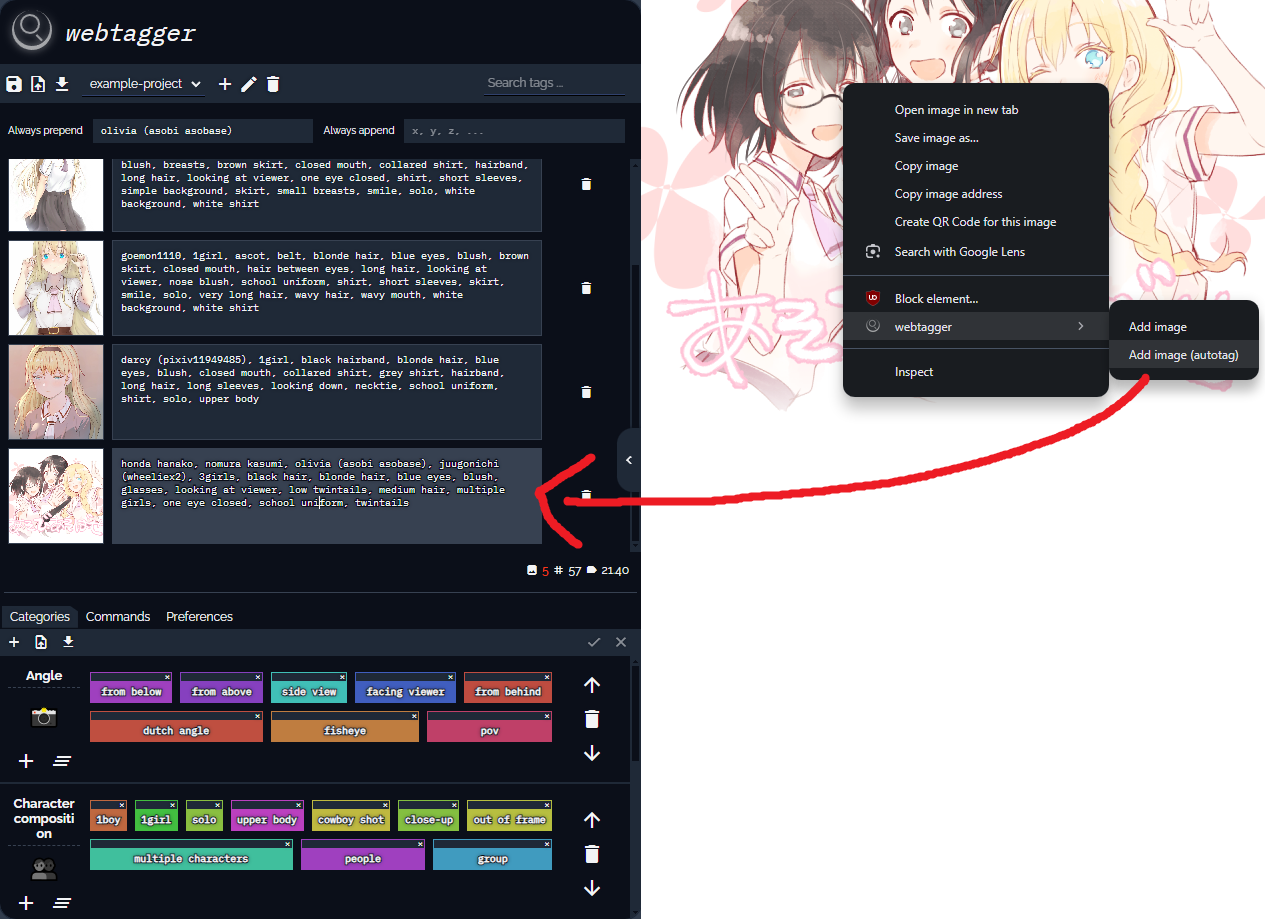 webtagger
example-project
Search tags ...
Always prepend
olivia (asobi asobase)
Always append
x, y, z, ...
blush, breasts, brown skirt, closed mouth, collared shirt, hairband,
long hair, looking at viewer, one eye closed, shirt, short sleeves,
simple background, skirt, small breasts, smile, solo, white
background, white shirt
goemon1110, 1girl, ascot, belt, blonde hair, blue eyes, blush, brown
skirt, closed mouth, hair between eyes, long hair, looking at
viewer, nose blush, school uniform, shirt, short sleeves, skirt,
smile, solo, very long hair, wavy hair, wavy mouth, white
background, white shirt
darcy (pixiv11949485), 1girl, black hairband, blonde hair, blue
eyes, blush, closed mouth, collared shirt, grey shirt, hairband,
long hair, long sleeves, looking down, necktie, school uniform,
shirt, solo, upper body
honda hanako, nomura kasumi, olivia (asobi asobase), juugonichi
(wheeliex2), 3girls, black hair, blonde hair, blue eyes, blush,
glasses, looking at viewer, low twintails, medium hair, multiple
girls, one eye closed, school uniform, twintails
5 # 57 21.40
Categories
Commands
Preferences
Angle
from below
from above
side view
facing viewer
from behind
dutch angle
fisheye
pov
Character
compositi
on
1boy
1girl
solo
upper body
cowboy shot
close-up
out of frame
multiple characters
people
group
Open image in new tab
Save image as...
Copy image
Copy image address
Create QR Code for this image
Search with Google Lens
Block element...
webtagger
Inspect
Add image
Add image (autotag)
あそ